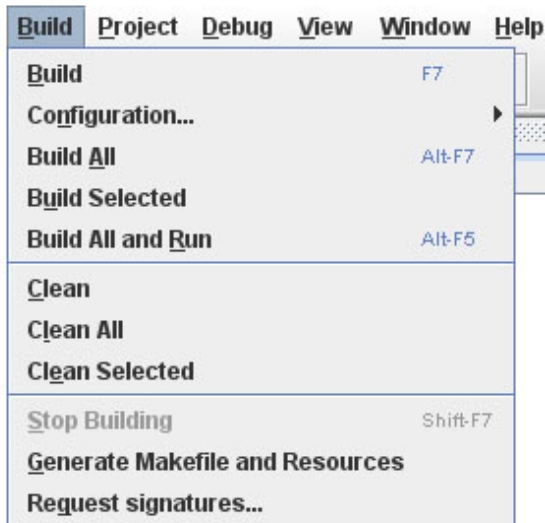 Build Project Debug View Window Help
Build F7
Configuration...
Build All Alt-F7
Build Selected
Build All and Run Alt-F5
Clean
Clean All
Clean Selected
Stop Building Shift-F7
Generate Makefile and Resources
Request signatures...